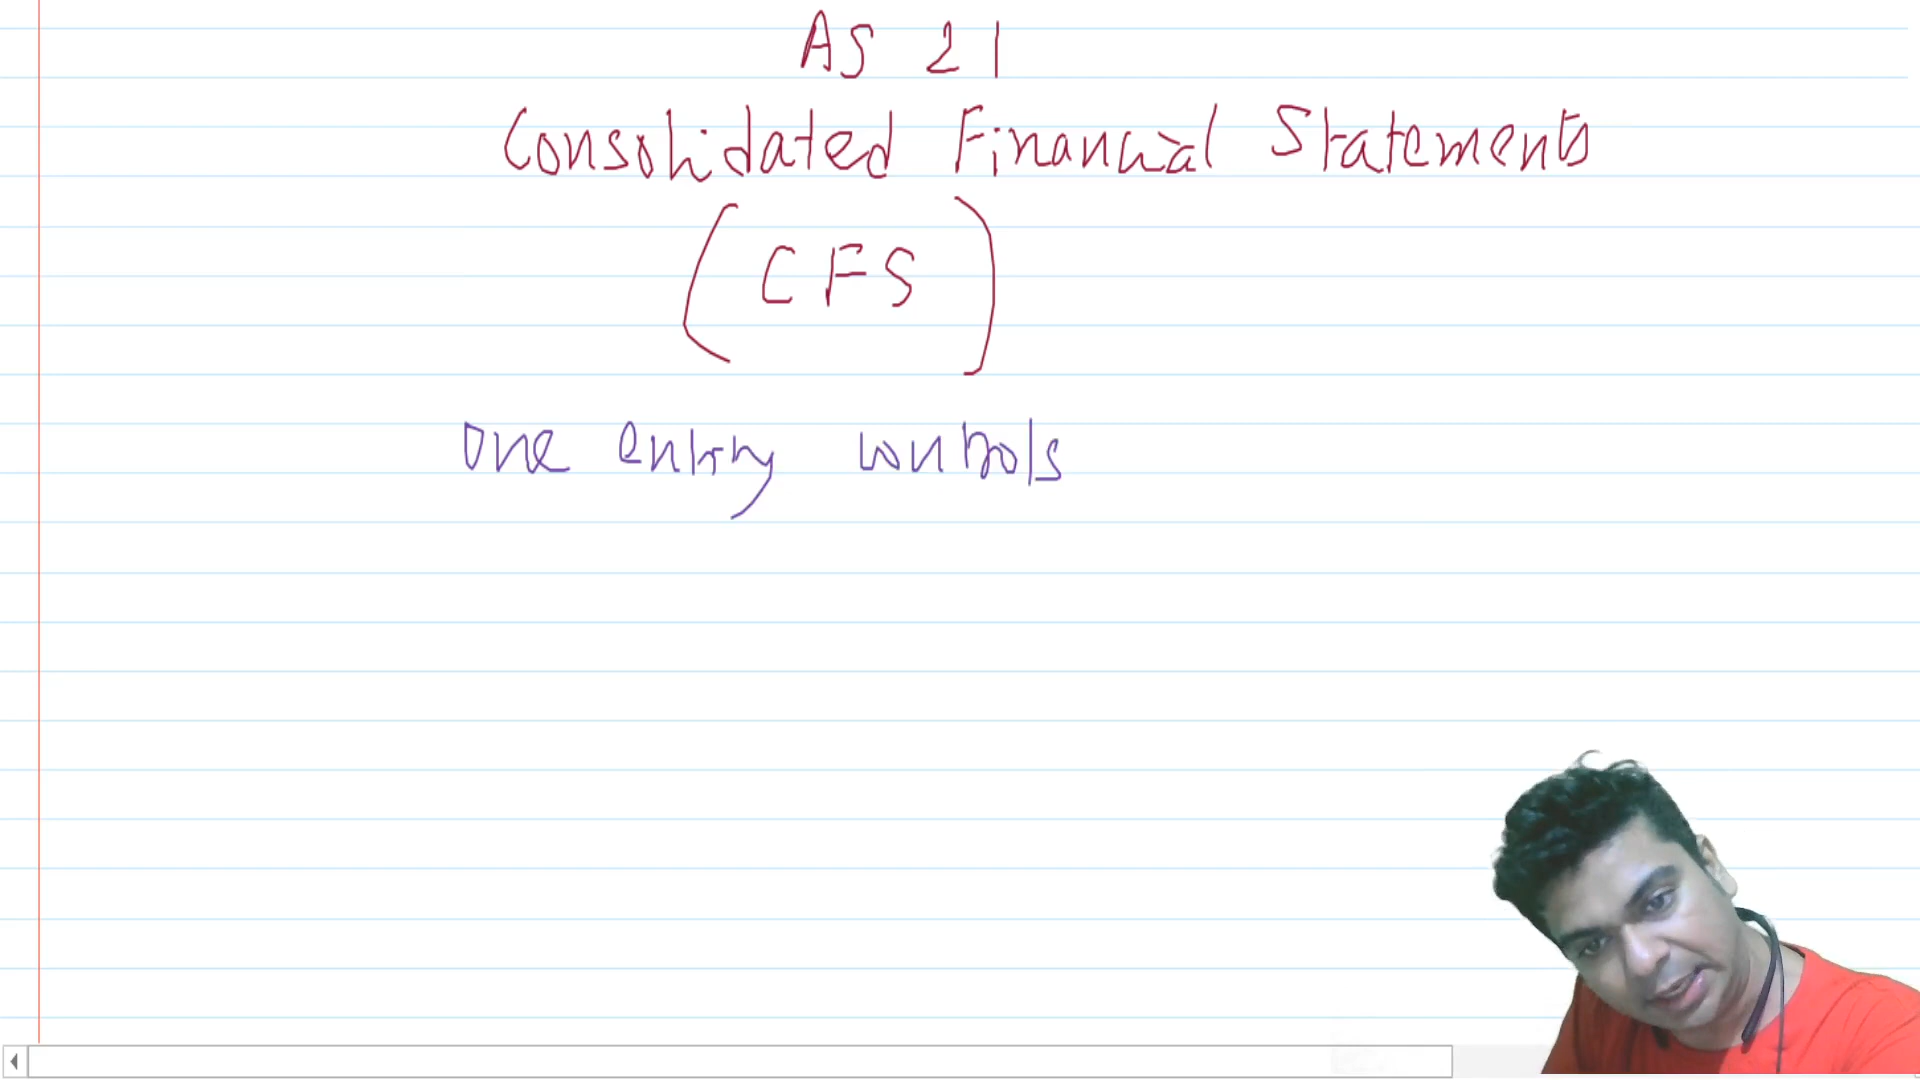 AS 21
Consolidated Financial Statements
(CFS)
One entity controls